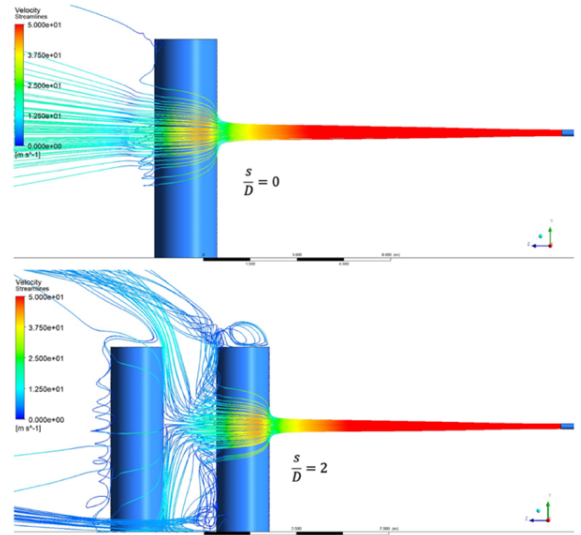 Velocity
Streamlines
5.000e+01
3.750e+01
2.500e+01
1.250e+01
0.000e+00
[m s^-1]
s/D = 0
Y
Z
Velocity
Streamlines
5.000e+01
3.750e+01
2.500e+01
1.250e+01
0.000e+00
[m s^-1]
s/D = 2
Y
Z